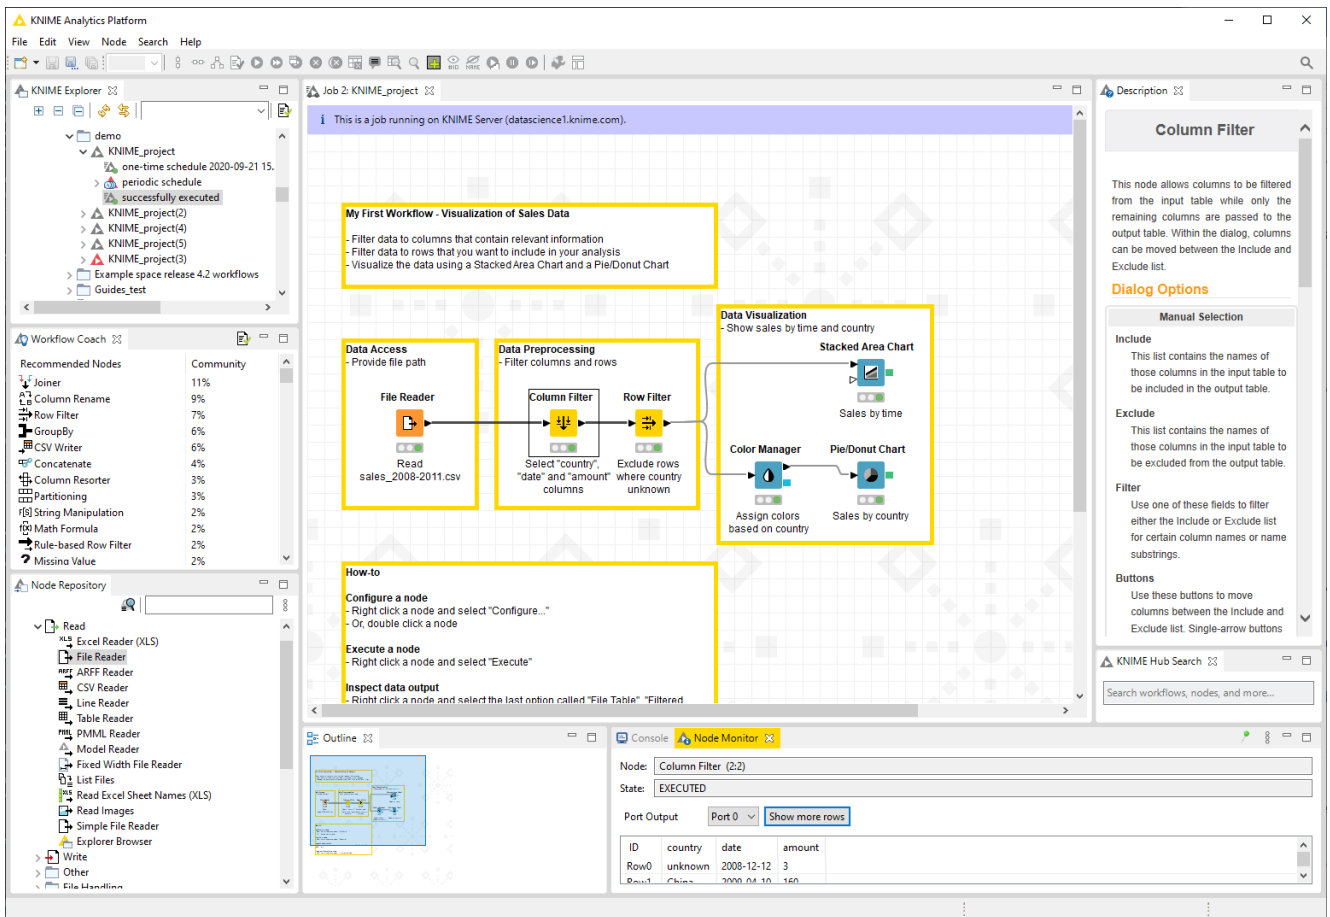 KNIME Analytics Platform
File Edit View Node Search Help
KNIME Explorer
demo
KNIME_project
one-time schedule 2020-09-21 15.
periodic schedule
successfully executed
KNIME_project(2)
KNIME_project(4)
KNIME_project(5)
KNIME_project(3)
Example space release 4.2 workflows
Guides_test
Workflow Coach
Recommended Nodes Community
Joiner 11%
Column Rename 9%
Row Filter 7%
GroupBy 6%
CSV Writer 6%
Concatenate 4%
Column Resorter 3%
Partitioning 3%
String Manipulation 2%
Math Formula 2%
Rule-based Row Filter 2%
Missing Value 2%
Node Repository
Read
Excel Reader (XLS)
File Reader
ARFF Reader
CSV Reader
Line Reader
Table Reader
PMML Reader
Model Reader
Fixed Width File Reader
List Files
Read Excel Sheet Names (XLS)
Read Images
Simple File Reader
Explorer Browser
Write
Other
File Handling
Job 2: KNIME_project
This is a job running on KNIME Server (datascience1.knime.com).
My First Workflow - Visualization of Sales Data
- Filter data to columns that contain relevant information
- Filter data to rows that you want to include in your analysis
- Visualize the data using a Stacked Area Chart and a Pie/Donut Chart
Data Access
- Provide file path
File Reader
Read
sales_2008-2011.csv
Data Preprocessing
- Filter columns and rows
Column Filter
Select "country",
"date" and "amount"
columns
Row Filter
Exclude rows
where country
unknown
Data Visualization
- Show sales by time and country
Stacked Area Chart
Sales by time
Color Manager
Assign colors
based on country
Pie/Donut Chart
Sales by country
How-to
Configure a node
- Right click a node and select "Configure..."
- Or, double click a node
Execute a node
- Right click a node and select "Execute"
Inspect data output
- Right click a node and select the last option called "File Table", "Filtered
Outline
Console
Node Monitor
Node: Column Filter (2:2)
State: EXECUTED
Port Output Port 0 Show more rows
ID country date amount
Row0 unknown 2008-12-12 3
Row1 China 2009-04-10 160
Description
Column Filter
This node allows columns to be filtered
from the input table while only the
remaining columns are passed to the
output table. Within the dialog, columns
can be moved between the Include and
Exclude list.
Dialog Options
Manual Selection
Include
This list contains the names of
those columns in the input table to
be included in the output table.
Exclude
This list contains the names of
those columns in the input table to
be excluded from the output table.
Filter
Use one of these fields to filter
either the Include or Exclude list
for certain column names or name
substrings.
Buttons
Use these buttons to move
columns between the Include and
Exclude list. Single-arrow buttons
KNIME Hub Search
Search workflows, nodes, and more...